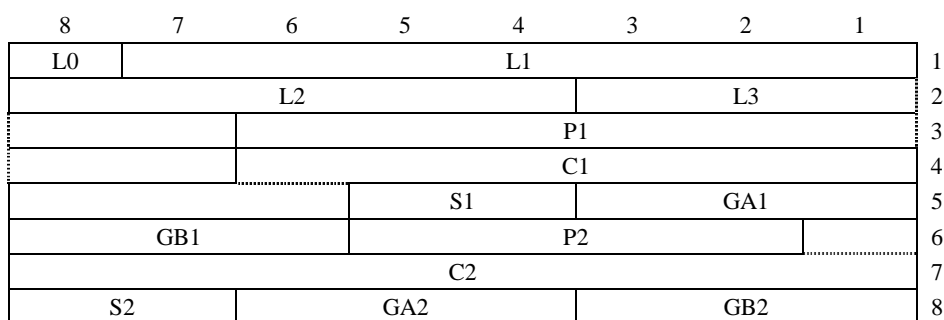 8 7 6 5 4 3 2 1
L0 L1 1
L2 L3 2
P1 3
C1 4
S1 GA1 5
GB1 P2 6
C2 7
S2 GA2 GB2 8